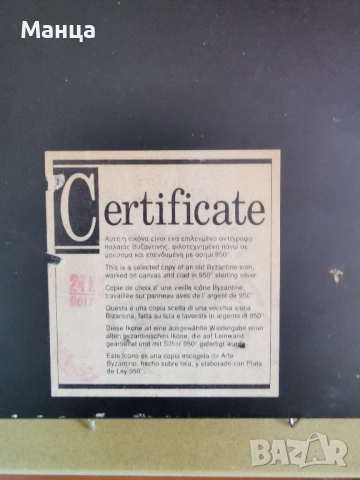 Манца
Certificate
Αυτή η εικόνα είναι ένα επιλεγμένο αντίγραφο
παλαιάς Βυζαντινής, φιλοτεχνημένη πάνω σε
μουσαμά και επενδυμένη με ασήμι 950°
This is a selected copy of an old Byzantine icon,
worked on canvas and clad in 950° sterling silver.
Copie de choix d' une vieille icône Byzantine,
travaillée sur panneau avec de l' argent de 950°
Questa è una copia scelta di una vecchia icona
Bizantina, fatta su tela e lavorata in argento di 950°
Diese Ikone ist eine ausgewählte Wiedergabe einer
alten byzantinischen Ikone, die auf Leinwand
gearbeitet und mit Silber 950° gefertigt wurde
Este Icono es una copia escogida de Arte
Byzantino, hecho sobre tela, y elaborado con Plata
de Ley 950°
24 K
GOLD
BAZAR
bg